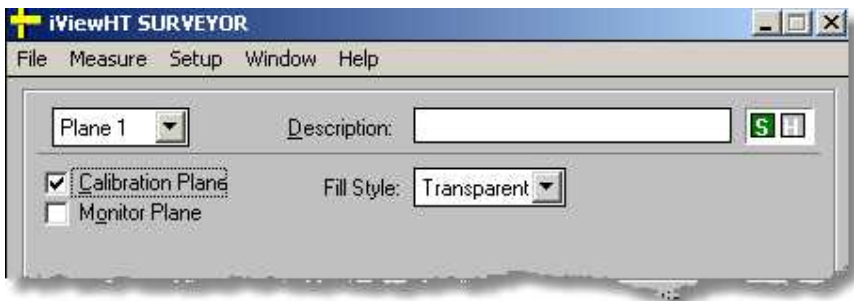 iViewHT SURVEYOR
File Measure Setup Window Help
Plane 1 Description: S H
Calibration Plane Fill Style: Transparent
Monitor Plane